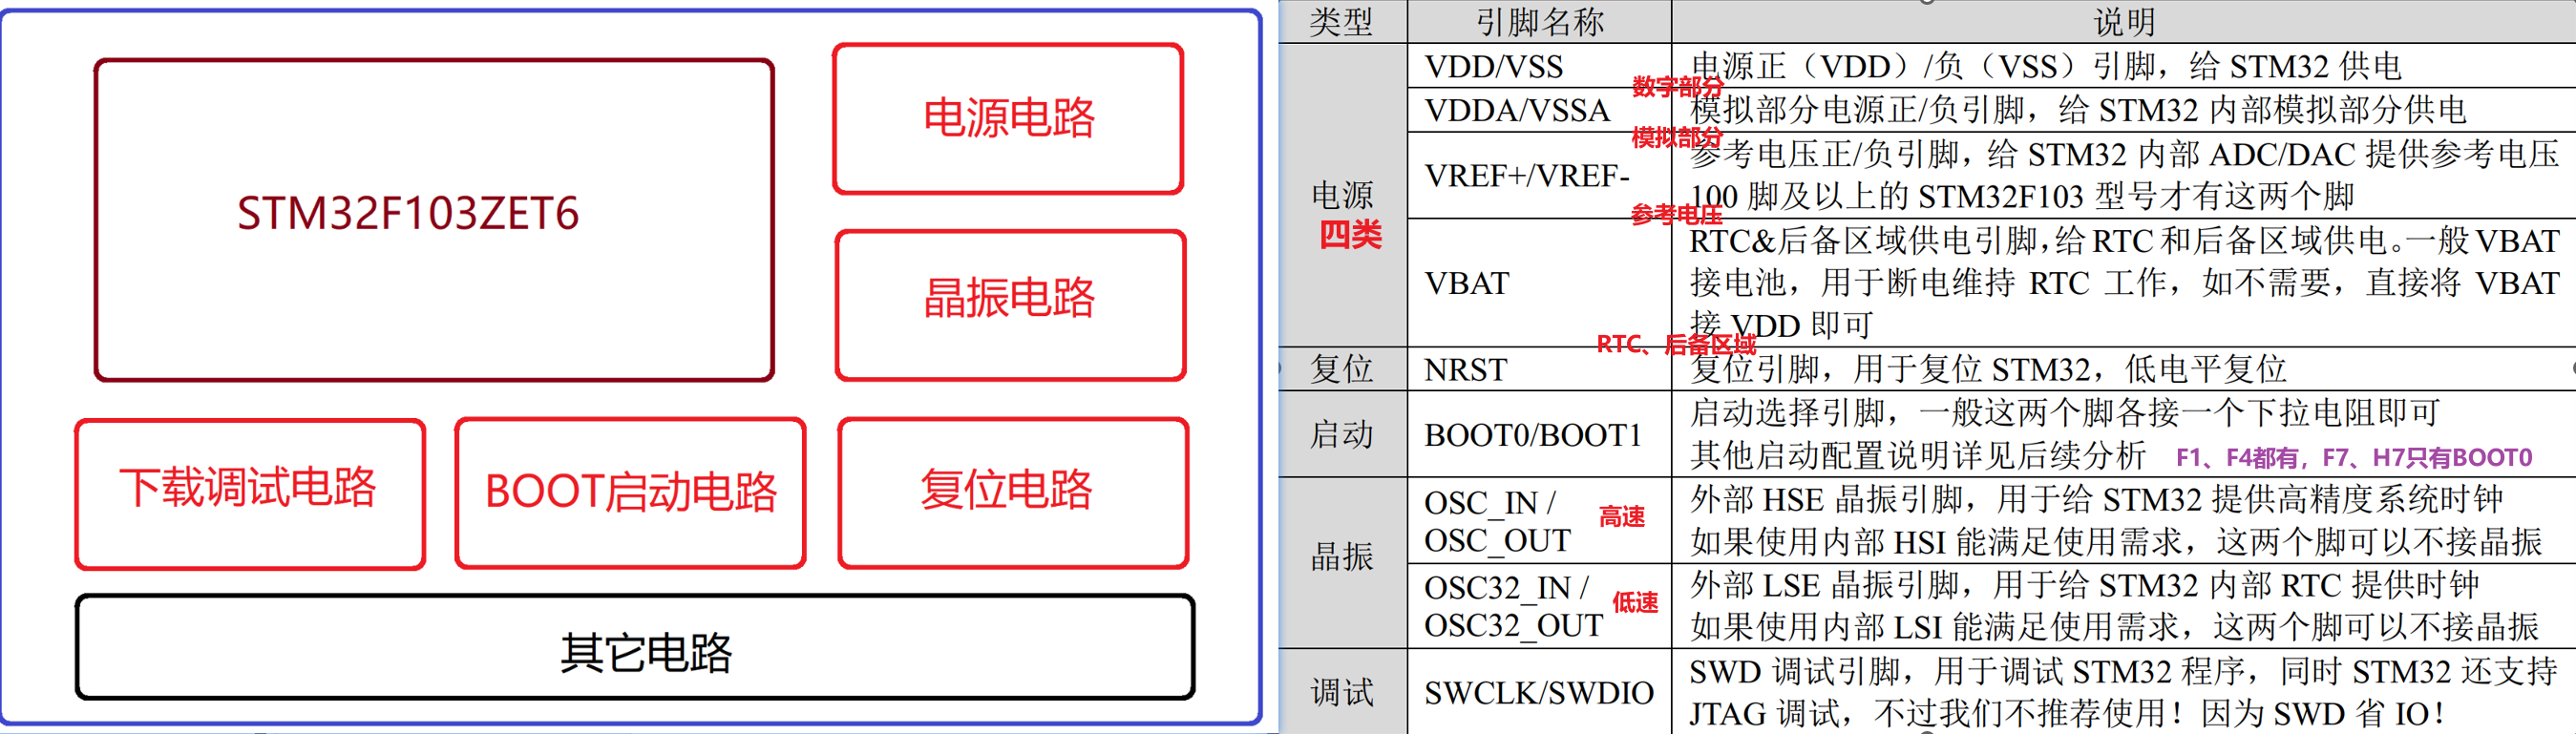 STM32F103ZET6
电源电路
晶振电路
下载调试电路
BOOT启动电路
复位电路
其它电路
类型
引脚名称
说明
电源
四类
VDD/VSS
数字部分
电源正（VDD）/负（VSS）引脚，给 STM32 供电
VDDA/VSSA
模拟部分
模拟部分电源正/负引脚，给 STM32 内部模拟部分供电
VREF+/VREF-
参考电压
参考电压正/负引脚，给 STM32 内部 ADC/DAC 提供参考电压
100 脚及以上的 STM32F103 型号才有这两个脚
VBAT
RTC、后备区域
RTC&后备区域供电引脚，给 RTC 和后备区域供电。一般 VBAT
接电池，用于断电维持 RTC 工作，如不需要，直接将 VBAT
接 VDD 即可
复位
NRST
复位引脚，用于复位 STM32，低电平复位
启动
BOOT0/BOOT1
启动选择引脚，一般这两个脚各接一个下拉电阻即可
其他启动配置说明详见后续分析
F1、F4都有，F7、H7只有BOOT0
晶振
OSC_IN /
OSC_OUT
高速
外部 HSE 晶振引脚，用于给 STM32 提供高精度系统时钟
如果使用内部 HSI 能满足使用需求，这两个脚可以不接晶振
OSC32_IN /
OSC32_OUT
低速
外部 LSE 晶振引脚，用于给 STM32 内部 RTC 提供时钟
如果使用内部 LSI 能满足使用需求，这两个脚可以不接晶振
调试
SWCLK/SWDIO
SWD 调试引脚，用于调试 STM32 程序，同时 STM32 还支持
JTAG 调试，不过我们不推荐使用！因为 SWD 省 IO！